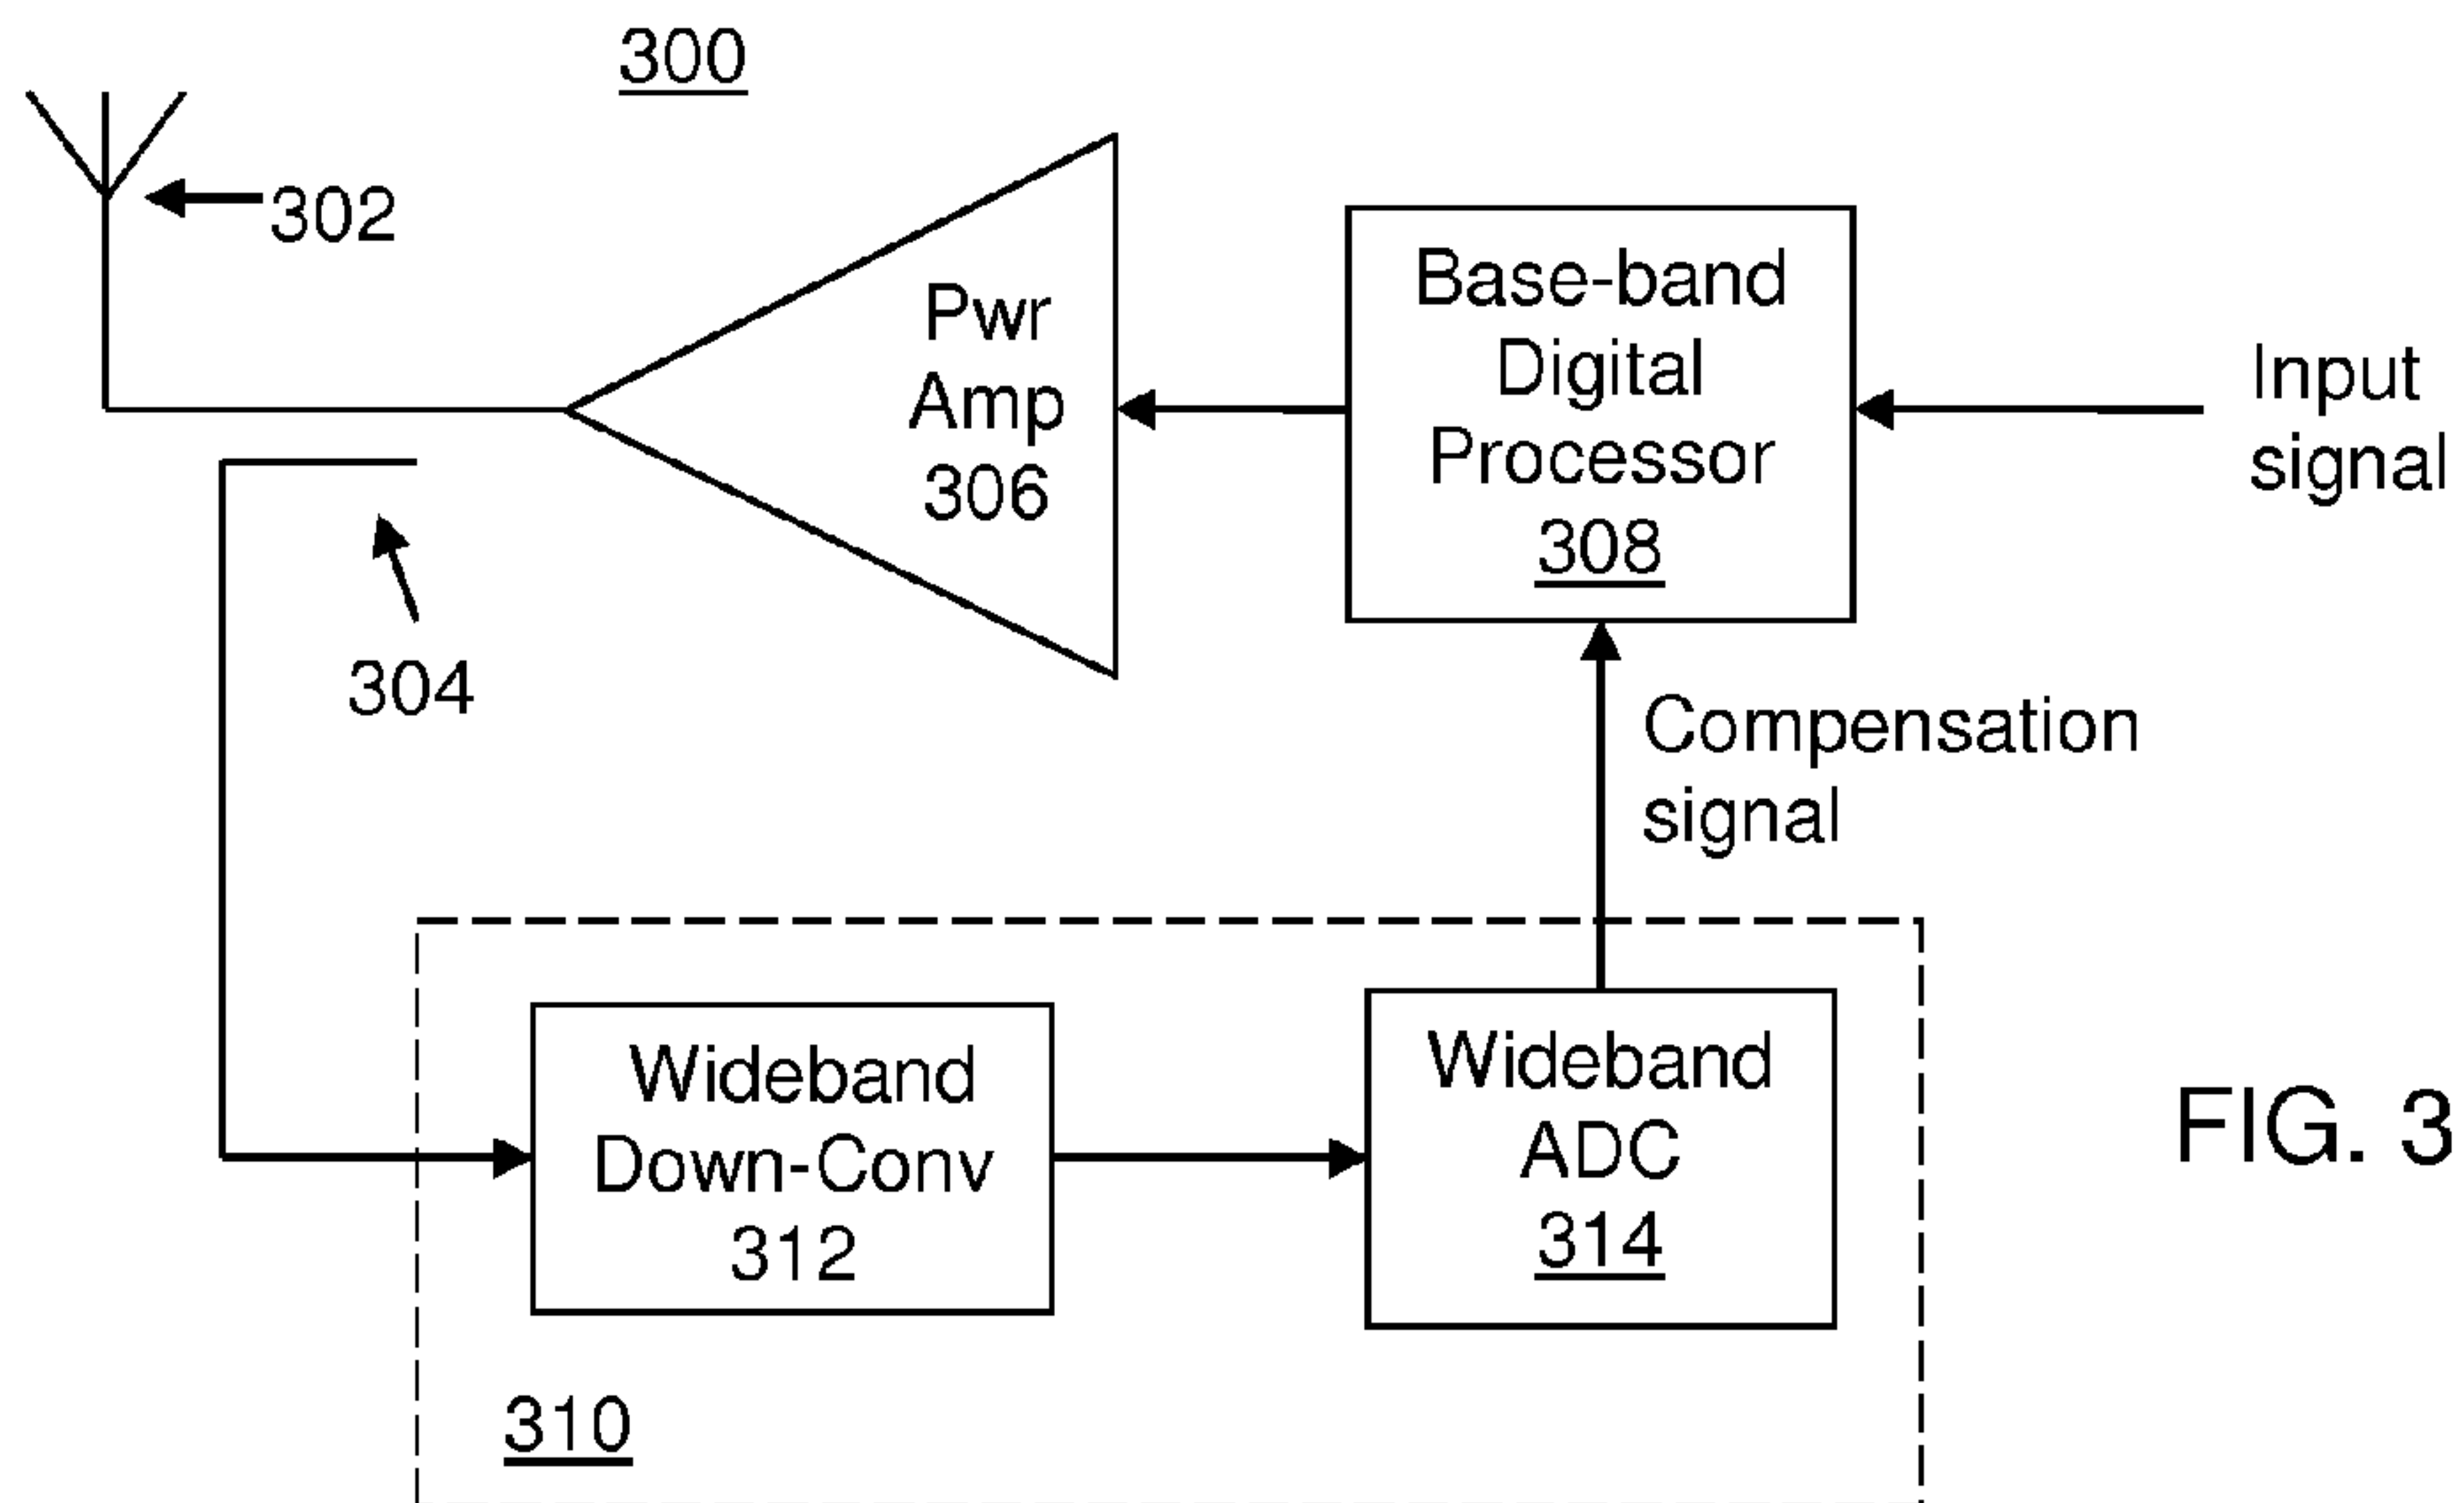 300
302
Pwr
Amp
306
Base-band
Digital
Processor
308
Input
signal
304
Compensation
signal
Wideband
Down-Conv
312
Wideband
ADC
314
310
FIG. 3